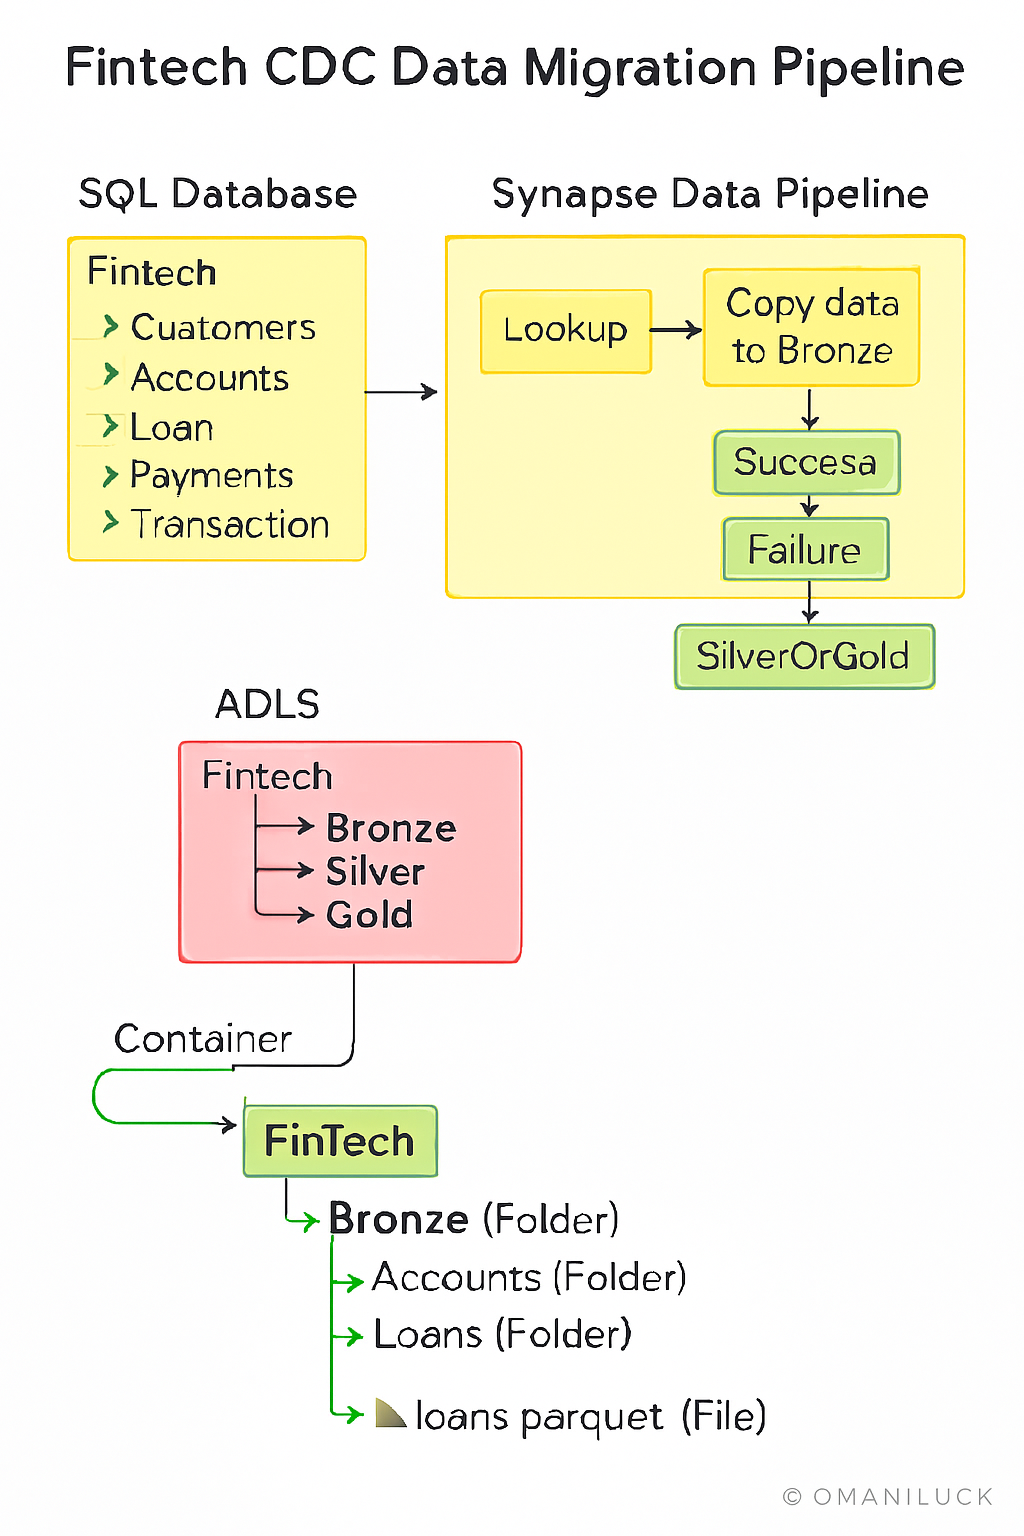 Fintech CDC Data Migration Pipeline
SQL Database
Fintech
Cuatomers
Accounts
Loan
Payments
Transaction
Synapse Data Pipeline
Lookup
Copy data
to Bronze
Succesa
Failure
SilverOrGold
ADLS
Fintech
Bronze
Silver
Gold
Container
FinTech
Bronze (Folder)
Accounts (Folder)
Loans (Folder)
loans parquet (File)
© OMANILUCK